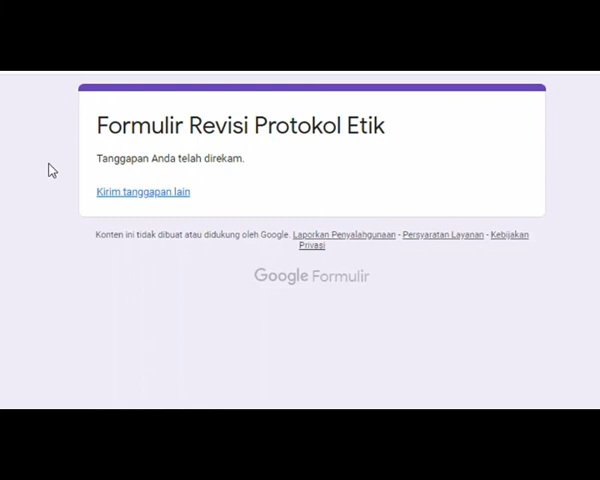 Formulir Revisi Protokol Etik
Tanggapan Anda telah direkam.
Kirim tanggapan lain
Konten ini tidak dibuat atau didukung oleh Google. Laporkan Penyalahgunaan - Persyaratan Layanan - Kebijakan
Privasi
Google Formulir